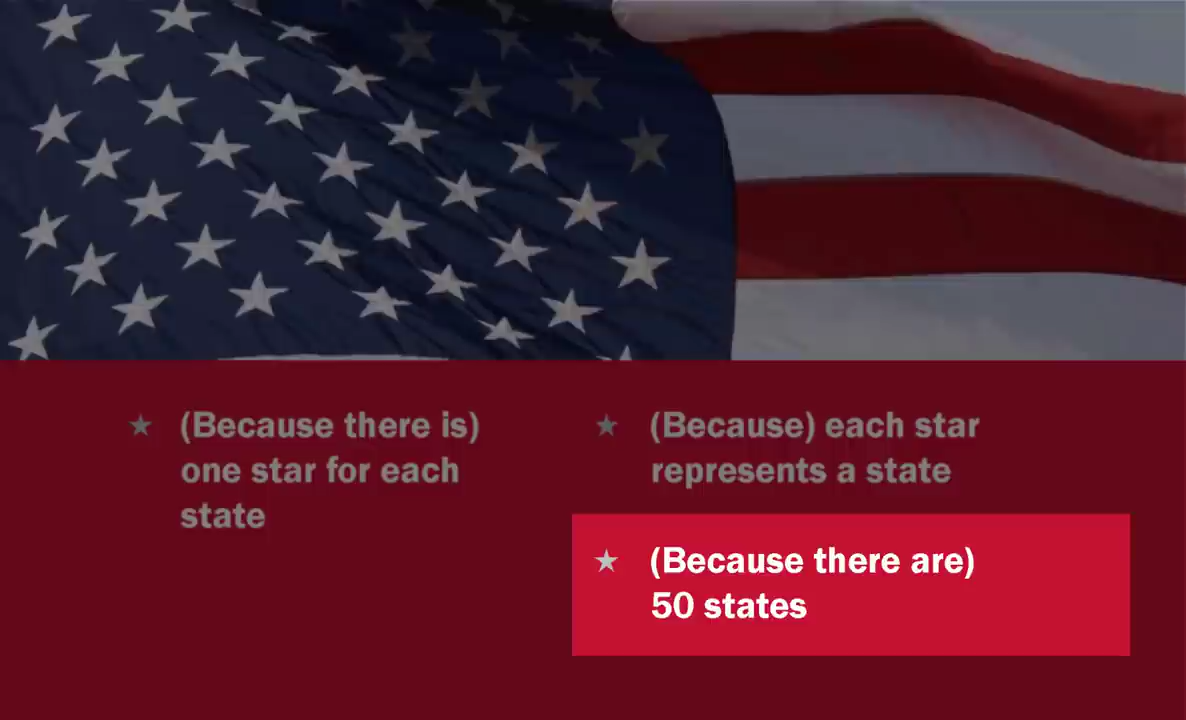 (Because there is)
one star for each
state
(Because) each star
represents a state
(Because there are)
50 states